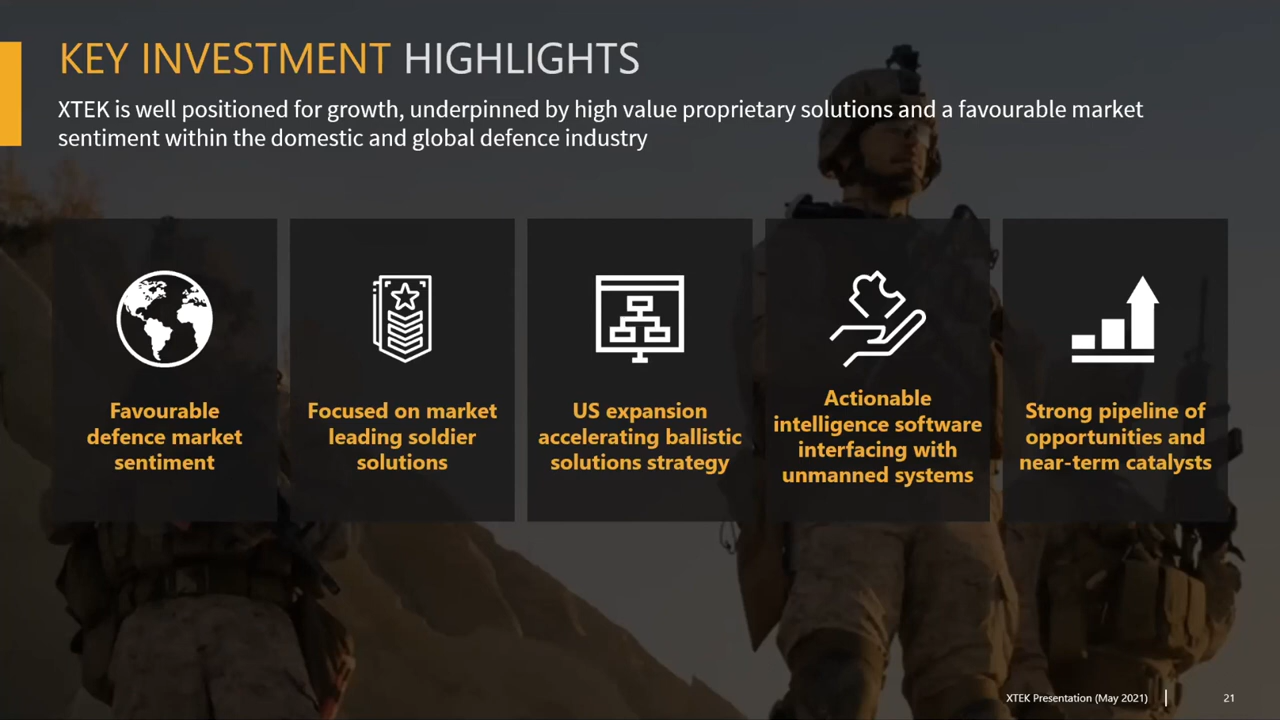 KEY INVESTMENT HIGHLIGHTS
XTEK is well positioned for growth, underpinned by high value proprietary solutions and a favourable market
sentiment within the domestic and global defence industry
Favourable
defence market
sentiment
Focused on market
leading soldier
solutions
US expansion
accelerating ballistic
solutions strategy
Actionable
intelligence software
interfacing with
unmanned systems
Strong pipeline of
opportunities and
near-term catalysts
XTEK Presentation (May 2021)
21